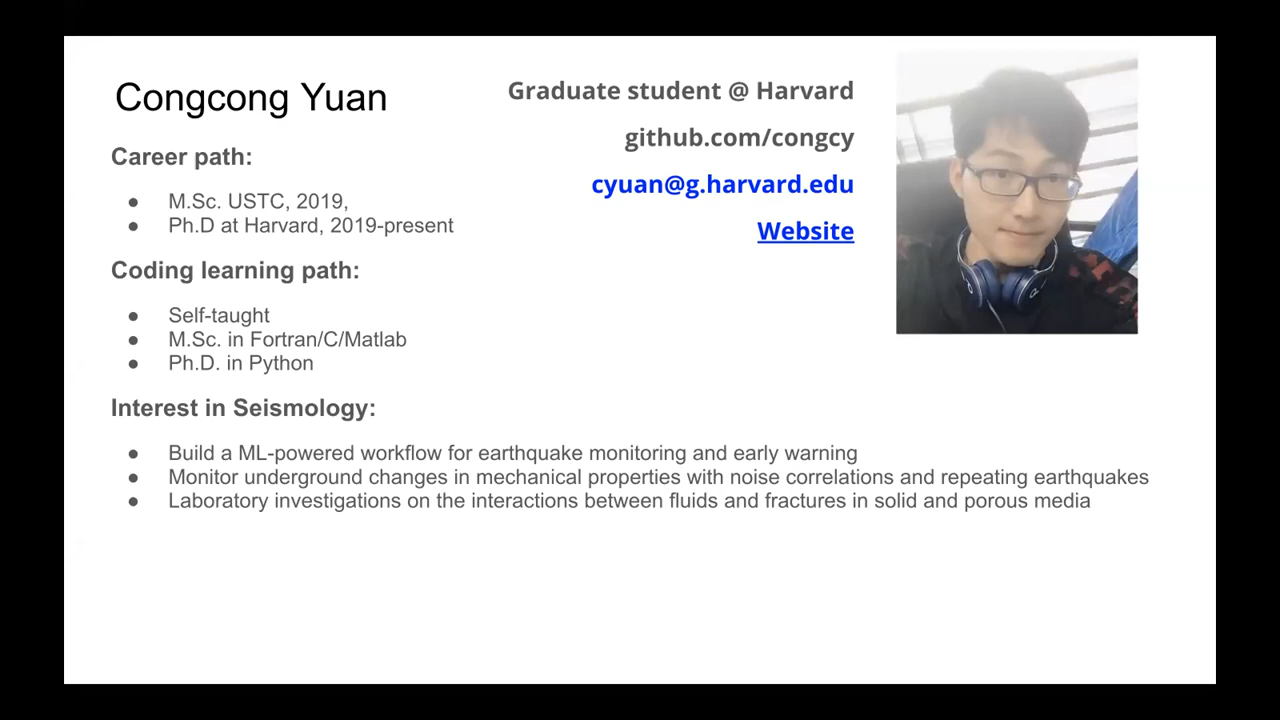 Congcong Yuan
Graduate student @ Harvard
github.com/congcy
cyuan@g.harvard.edu
Website
Career path:
● M.Sc. USTC, 2019,
● Ph.D at Harvard, 2019-present
Coding learning path:
● Self-taught
● M.Sc. in Fortran/C/Matlab
● Ph.D. in Python
Interest in Seismology:
● Build a ML-powered workflow for earthquake monitoring and early warning
● Monitor underground changes in mechanical properties with noise correlations and repeating earthquakes
● Laboratory investigations on the interactions between fluids and fractures in solid and porous media